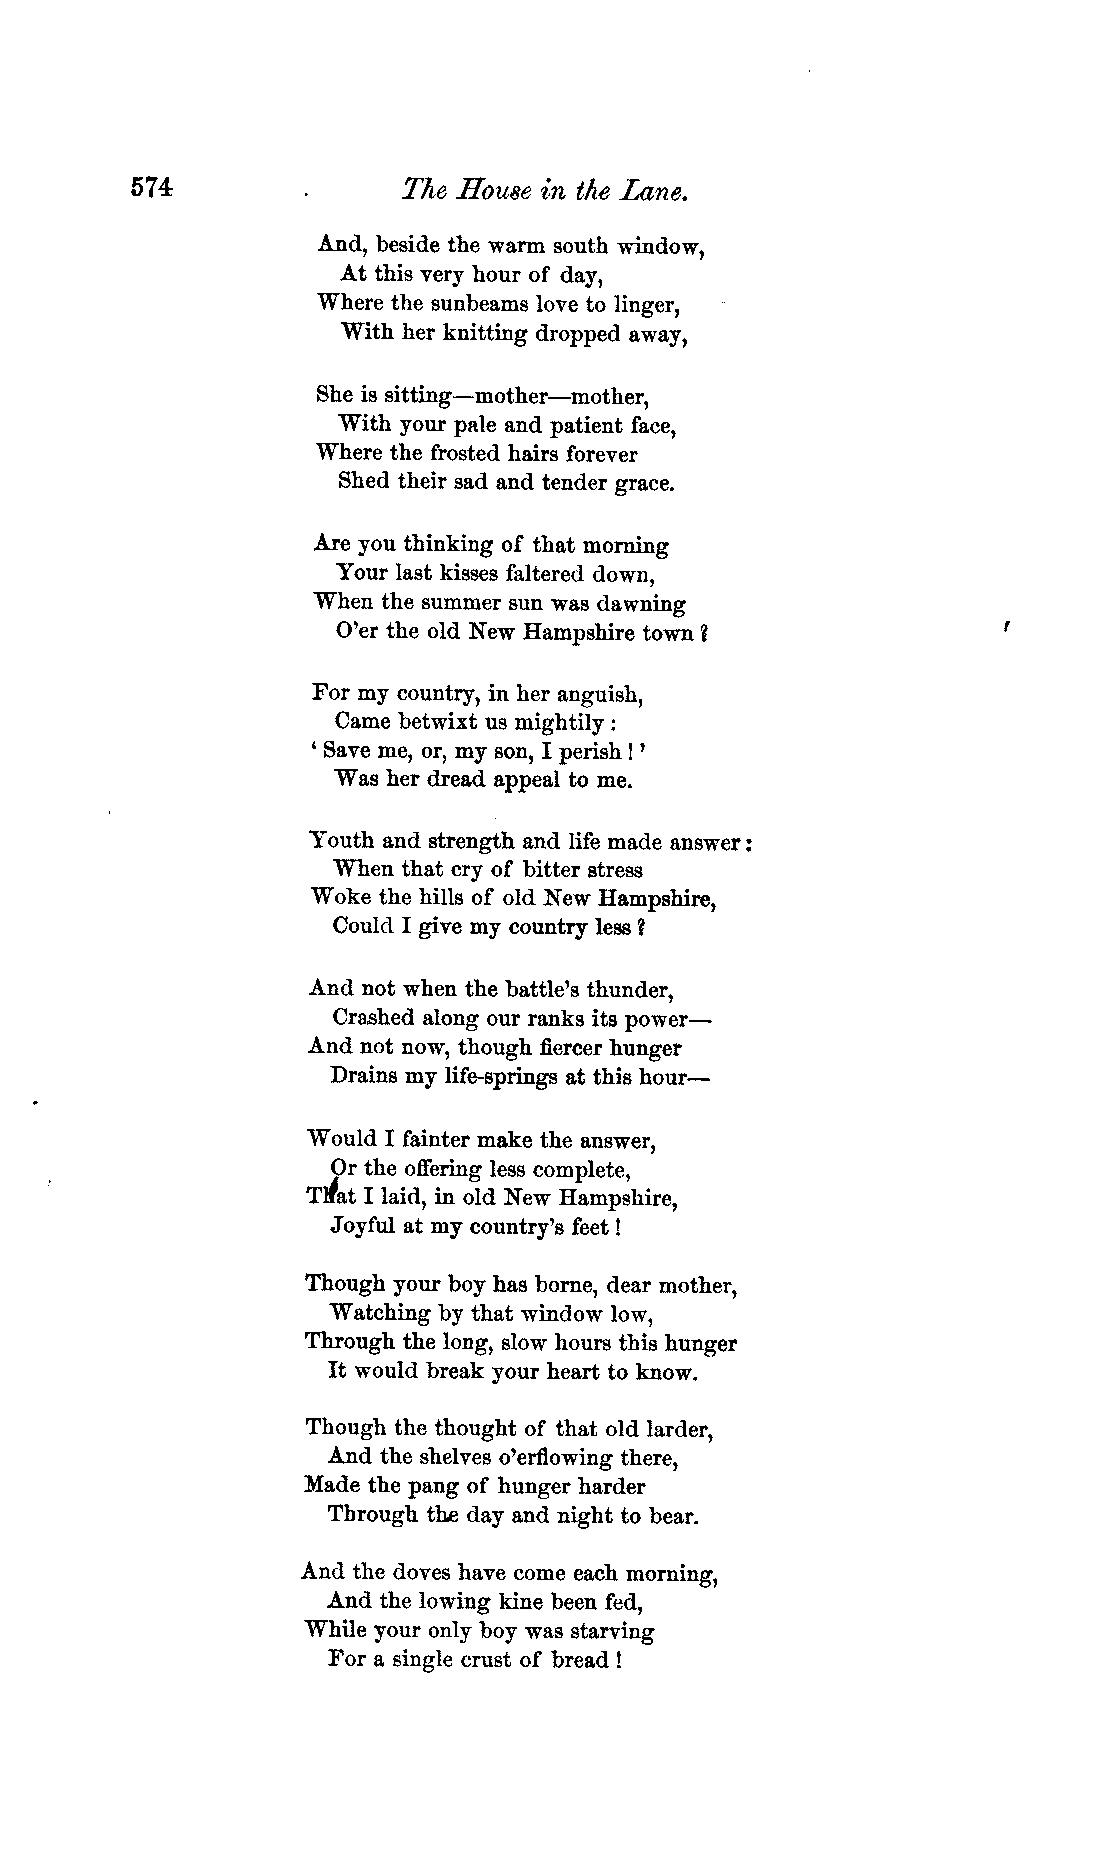 574 The House in the Lane.
And, beside the warm south window,
At this very hour of day,
Where the sunbeams love to linger,
With her knitting dropped away,
She is sitting—mother—mother,
With your pale and patient face,
Where the frosted hairs forever
Shed their sad and tender grace.
Are you thinking of that morning
Your last kisses faltered down,
When the summer sun was dawning
O'er the old New Hampshire town?
For my country, in her anguish,
Came betwixt us mightily:
'Save me, or, my son, I perish!'
Was her dread appeal to me.
Youth and strength and life made answer:
When that cry of bitter stress
Woke the hills of old New Hampshire,
Could I give my country less?
And not when the battle's thunder,
Crashed along our ranks its power—
And not now, though fiercer hunger
Drains my life-springs at this hour—
Would I fainter make the answer,
Or the offering less complete,
That I laid, in old New Hampshire,
Joyful at my country's feet!
Though your boy has borne, dear mother,
Watching by that window low,
Through the long, slow hours this hunger
It would break your heart to know.
Though the thought of that old larder,
And the shelves o'erflowing there,
Made the pang of hunger harder
Through the day and night to bear.
And the doves have come each morning,
And the lowing kine been fed,
While your only boy was starving
For a single crust of bread!